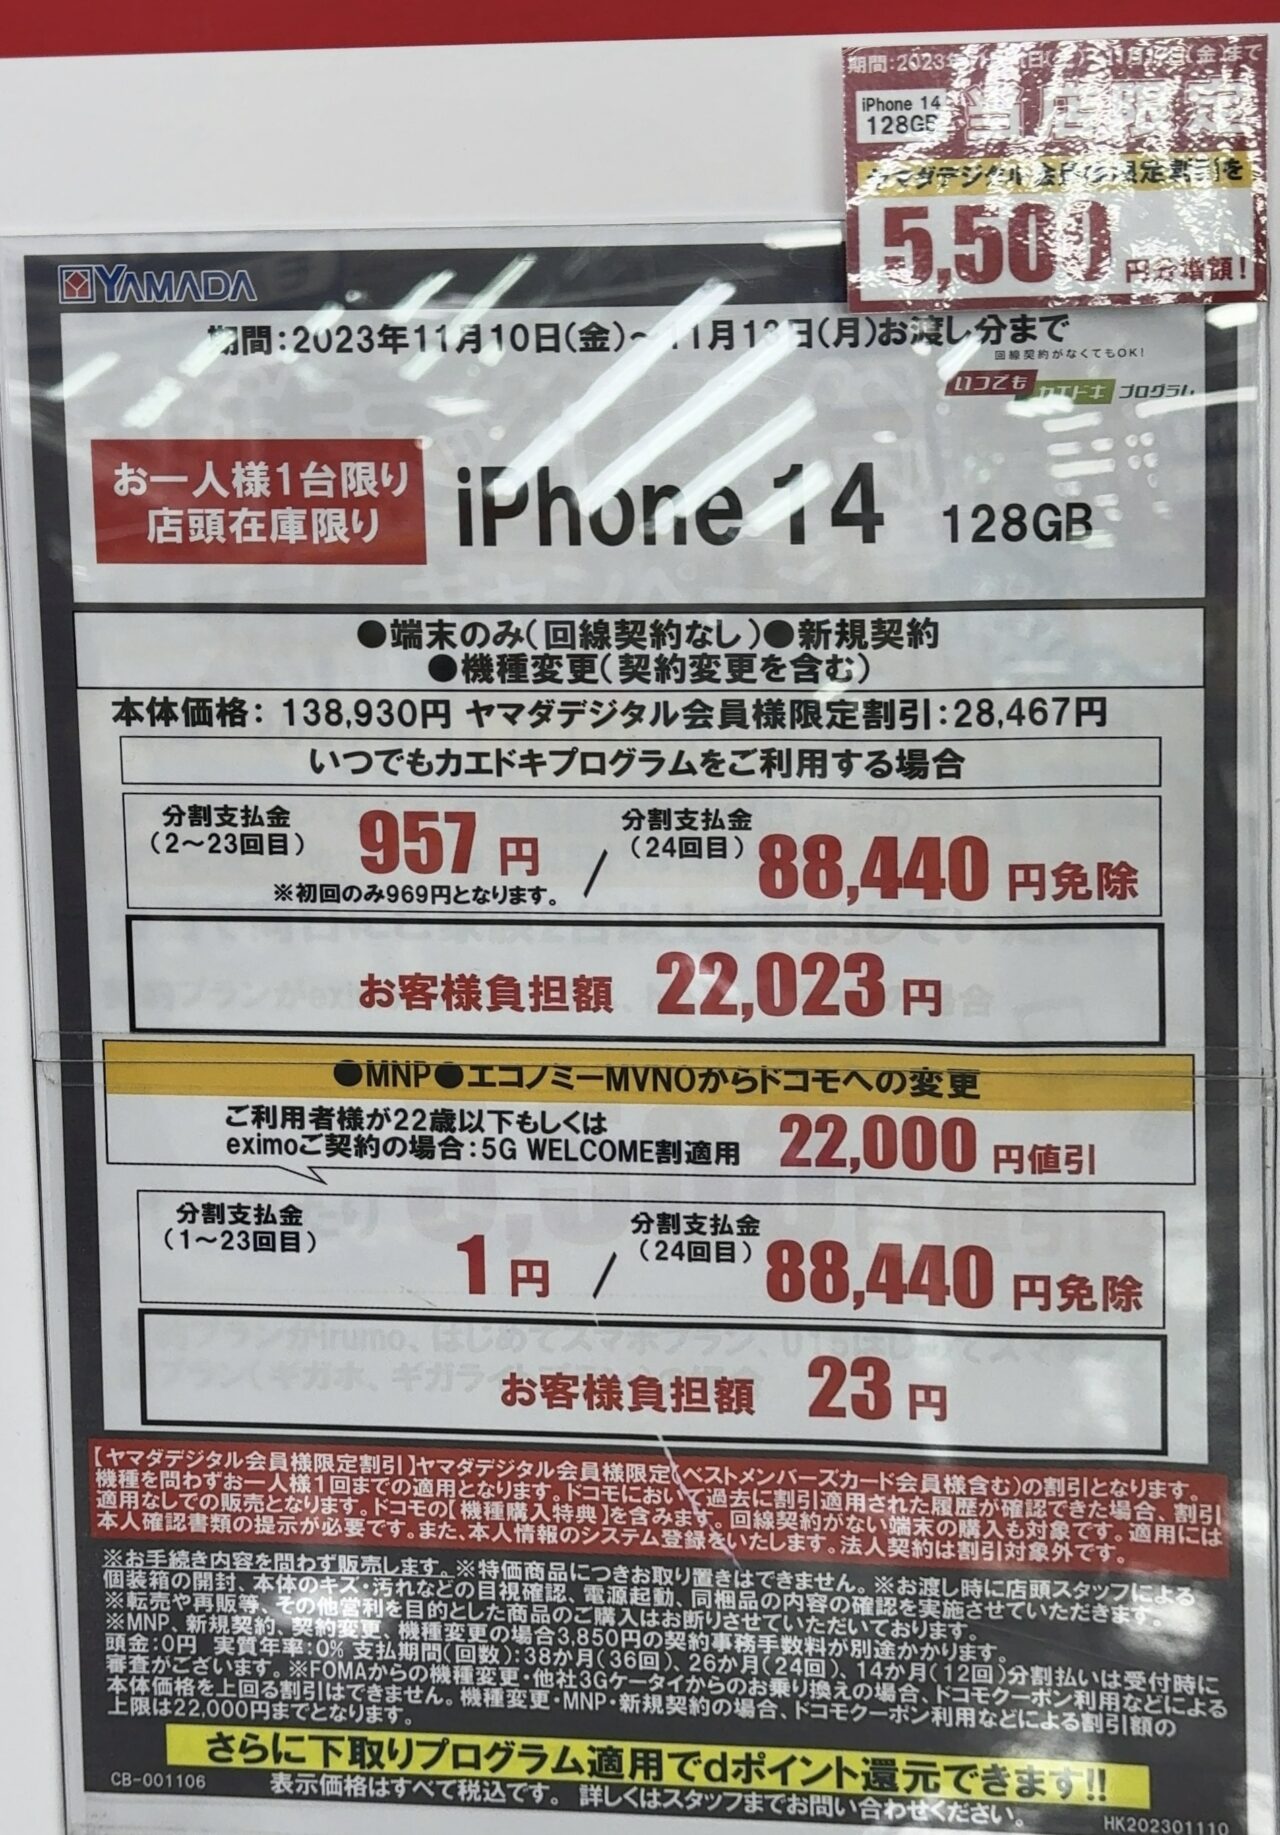 期間:2023年
(金)まで
iPhone 14
128GB
当店限定
ヤマダデジタル会員様限定割引を
5,500円分増額!
YAMADA
期間:2023年11月10日(金)~11月13日(月)お渡し分まで
回線契約がなくてもOK!
いつでも カエドキ プログラム
お一人様1台限り
店頭在庫限り
iPhone 14 128GB
●端末のみ(回線契約なし)●新規契約
●機種変更(契約変更を含む)
本体価格: 138,930円 ヤマダデジタル会員様限定割引:28,467円
いつでもカエドキプログラムをご利用する場合
分割支払金
(2~23回目) 957円
※初回のみ969円となります。
/
分割支払金
(24回目) 88,440円免除
お客様負担額 22,023円
●MNP●エコノミーMVNOからドコモへの変更
ご利用者様が22歳以下もしくは
eximoご契約の場合:5G WELCOME割適用 22,000円値引
分割支払金
(1~23回目) 1円
/
分割支払金
(24回目) 88,440円免除
お客様負担額 23円
【ヤマダデジタル会員様限定割引】ヤマダデジタル会員様限定(ベストメンバーズカード会員様含む)の割引となります。
機種を問わずお一人様1回までの適用となります。ドコモにおいて過去に割引適用された履歴が確認できた場合、割引
適用なしでの販売となります。ドコモの【機種購入特典】を含みます。回線契約がない端末の購入も対象です。適用には
本人確認書類の提示が必要です。また、本人情報のシステム登録をいたします。法人契約は割引対象外です。
※お手続き内容を問わず販売します。※特価商品につきお取り置きはできません。※お渡し時に店頭スタッフによる
個装箱の開封、本体のキズ・汚れなどの目視確認、電源起動、同梱品の内容の確認を実施させていただきます。
※転売や再販等、その他営利を目的とした商品のご購入はお断りさせていただいております。
※MNP、新規契約、契約変更、機種変更の場合3,850円の契約事務手数料が別途かかります。
頭金:0円 実質年率:0% 支払期間(回数):38か月(36回)、26か月(24回)、14か月(12回)分割払いは受付時に
審査がございます。※FOMAからの機種変更・他社3Gケータイからのお乗り換えの場合、ドコモクーポン利用などによる
本体価格を上回る割引はできません。機種変更・MNP・新規契約の場合、ドコモクーポン利用などによる割引額の
上限は22,000円までとなります。
さらに下取りプログラム適用でdポイント還元できます!!
CB-001106
表示価格はすべて税込です。 詳しくはスタッフまでお問い合わせください。
HK202301110